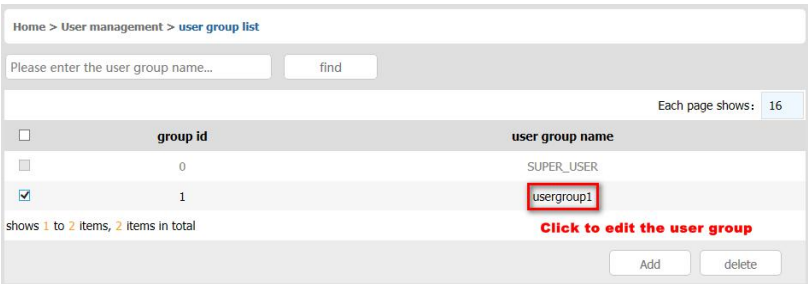 Home > User management > user group list
Please enter the user group name... find
Each page shows: 16
group id user group name
0 SUPER_USER
1 usergroup1
shows 1 to 2 items, 2 items in total
Click to edit the user group
Add delete